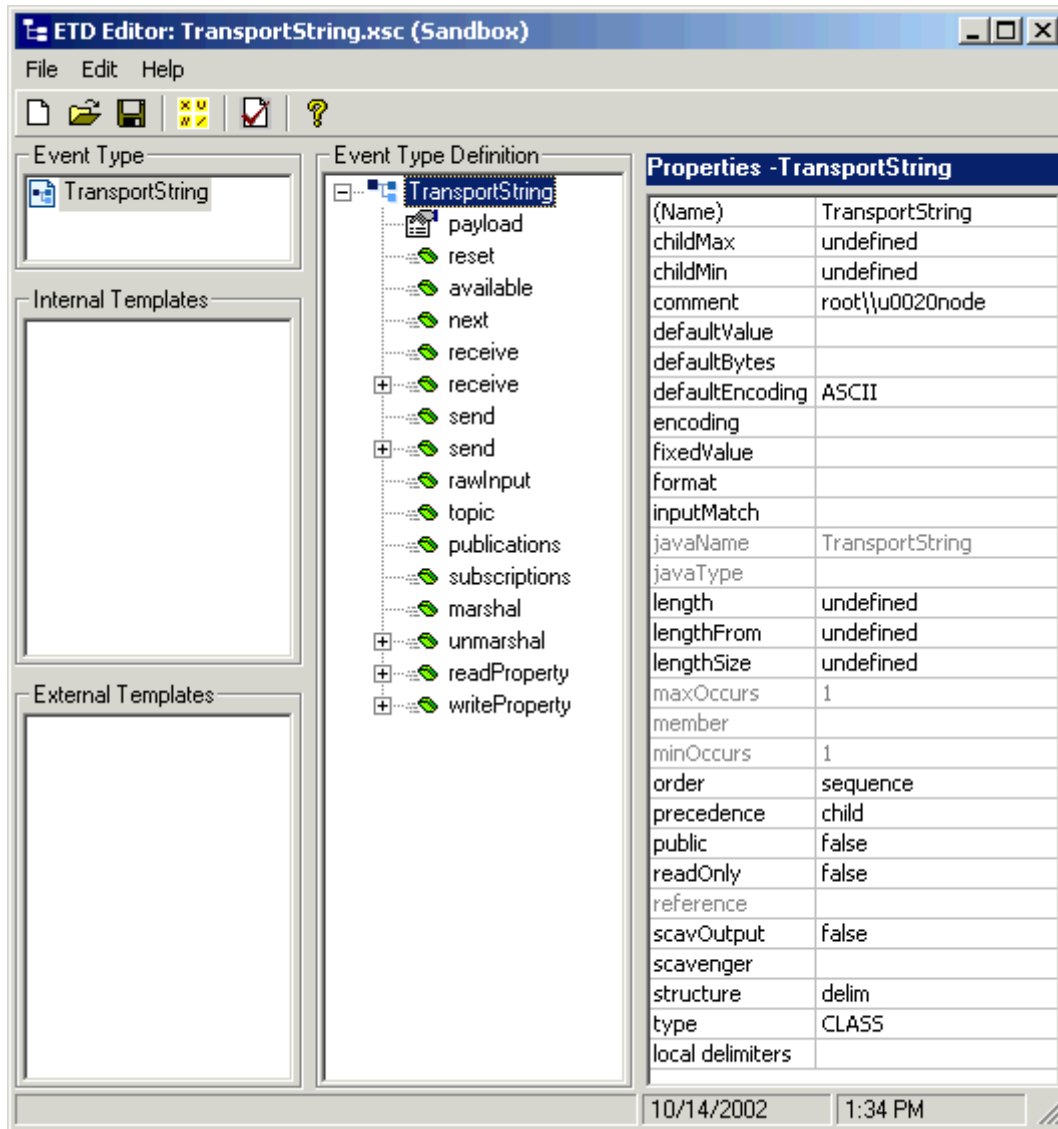 ETD Editor: TransportString.xsc (Sandbox)
File Edit Help
Event Type
TransportString
Internal Templates
External Templates
Event Type Definition
TransportString
payload
reset
available
next
receive
receive
send
send
rawInput
topic
publications
subscriptions
marshal
unmarshal
readProperty
writeProperty
Properties -TransportString
(Name) TransportString
childMax undefined
childMin undefined
comment root\\u0020node
defaultValue
defaultBytes
defaultEncoding ASCII
encoding
fixedValue
format
inputMatch
javaName TransportString
javaType
length undefined
lengthFrom undefined
lengthSize undefined
maxOccurs 1
member
minOccurs 1
order sequence
precedence child
public false
readOnly false
reference
scavOutput false
scavenger
structure delim
type CLASS
local delimiters
10/14/2002 1:34 PM